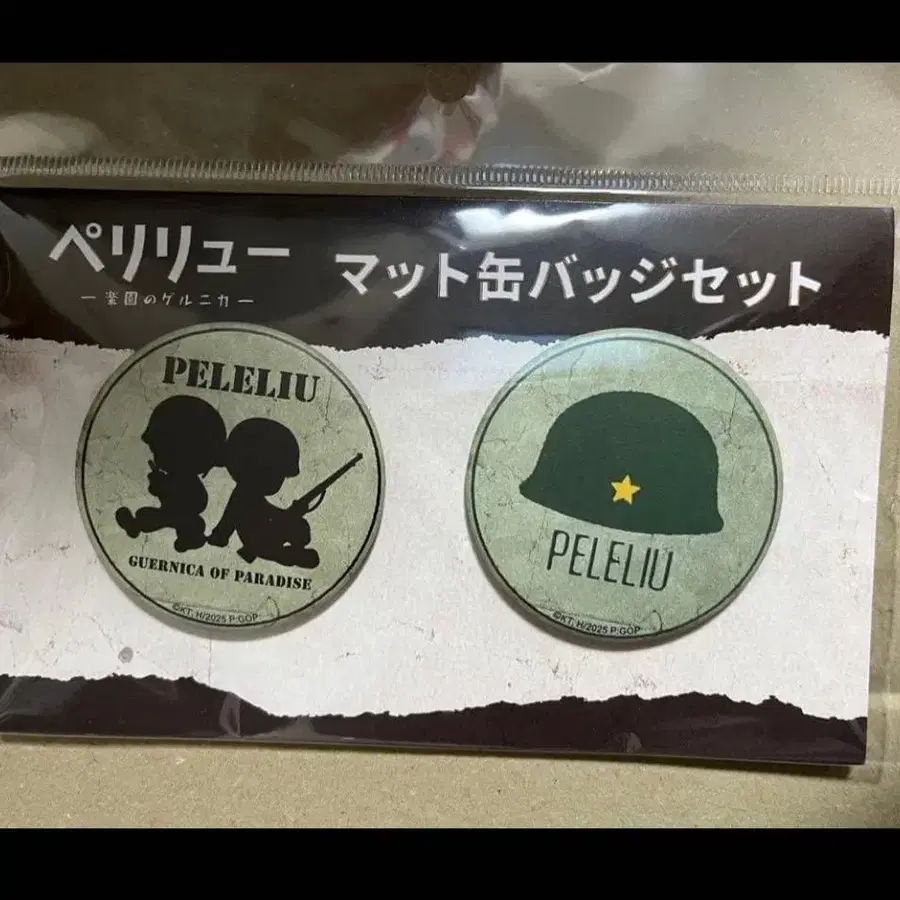 ペリリュー
ー楽園のゲルニカー
マット缶バッジセット
PELELIU
GUERNICA OF PARADISE
©KT, H/2025 P:GOP
PELELIU
©KT, H/2025 P:GOP